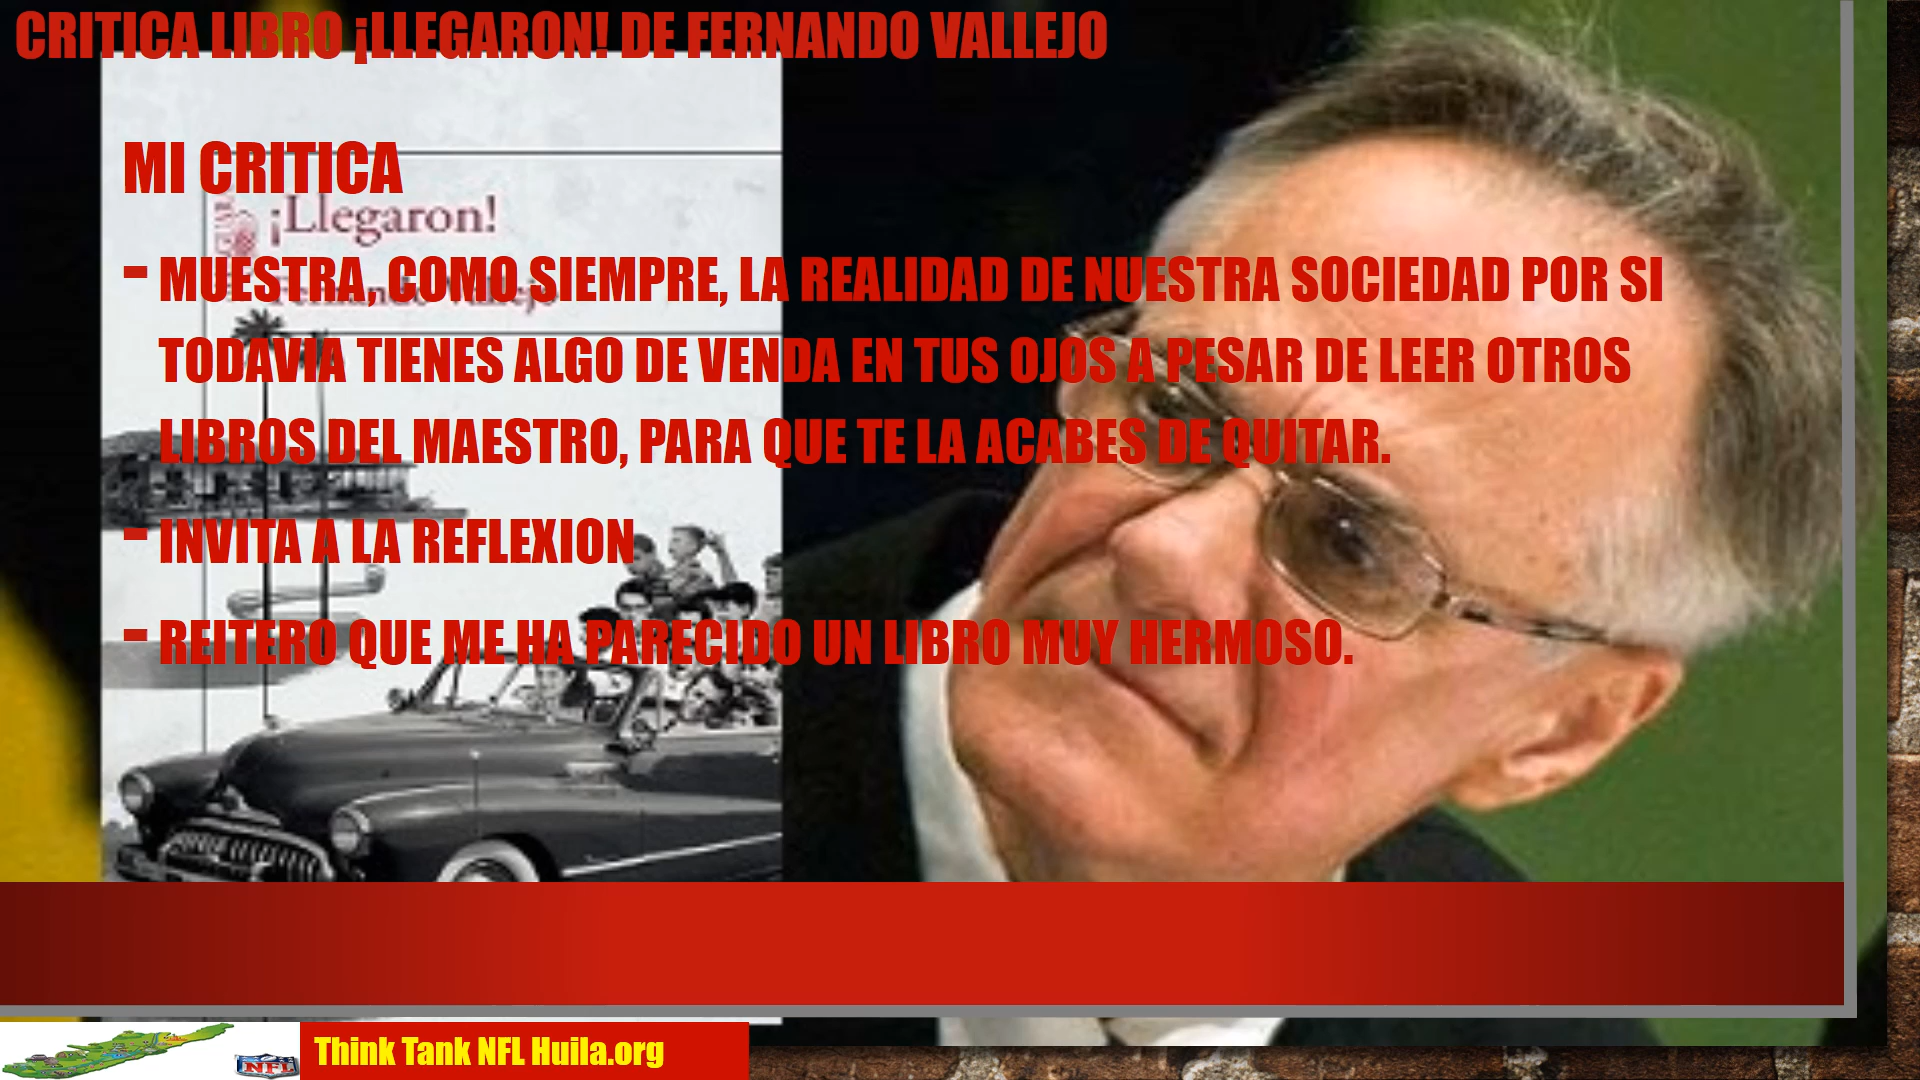 CRITICA LIBRO ¡LLEGARON! DE FERNANDO VALLEJO
MI CRITICA
¡Llegaron!
- MUESTRA, COMO SIEMPRE, LA REALIDAD DE NUESTRA SOCIEDAD POR SI
TODAVIA TIENES ALGO DE VENDA EN TUS OJOS A PESAR DE LEER OTROS
LIBROS DEL MAESTRO, PARA QUE TE LA ACABES DE QUITAR.
- INVITA A LA REFLEXION
- REITERO QUE ME HA PARECIDO UN LIBRO MUY HERMOSO.
NFL
Think Tank NFL Huila.org